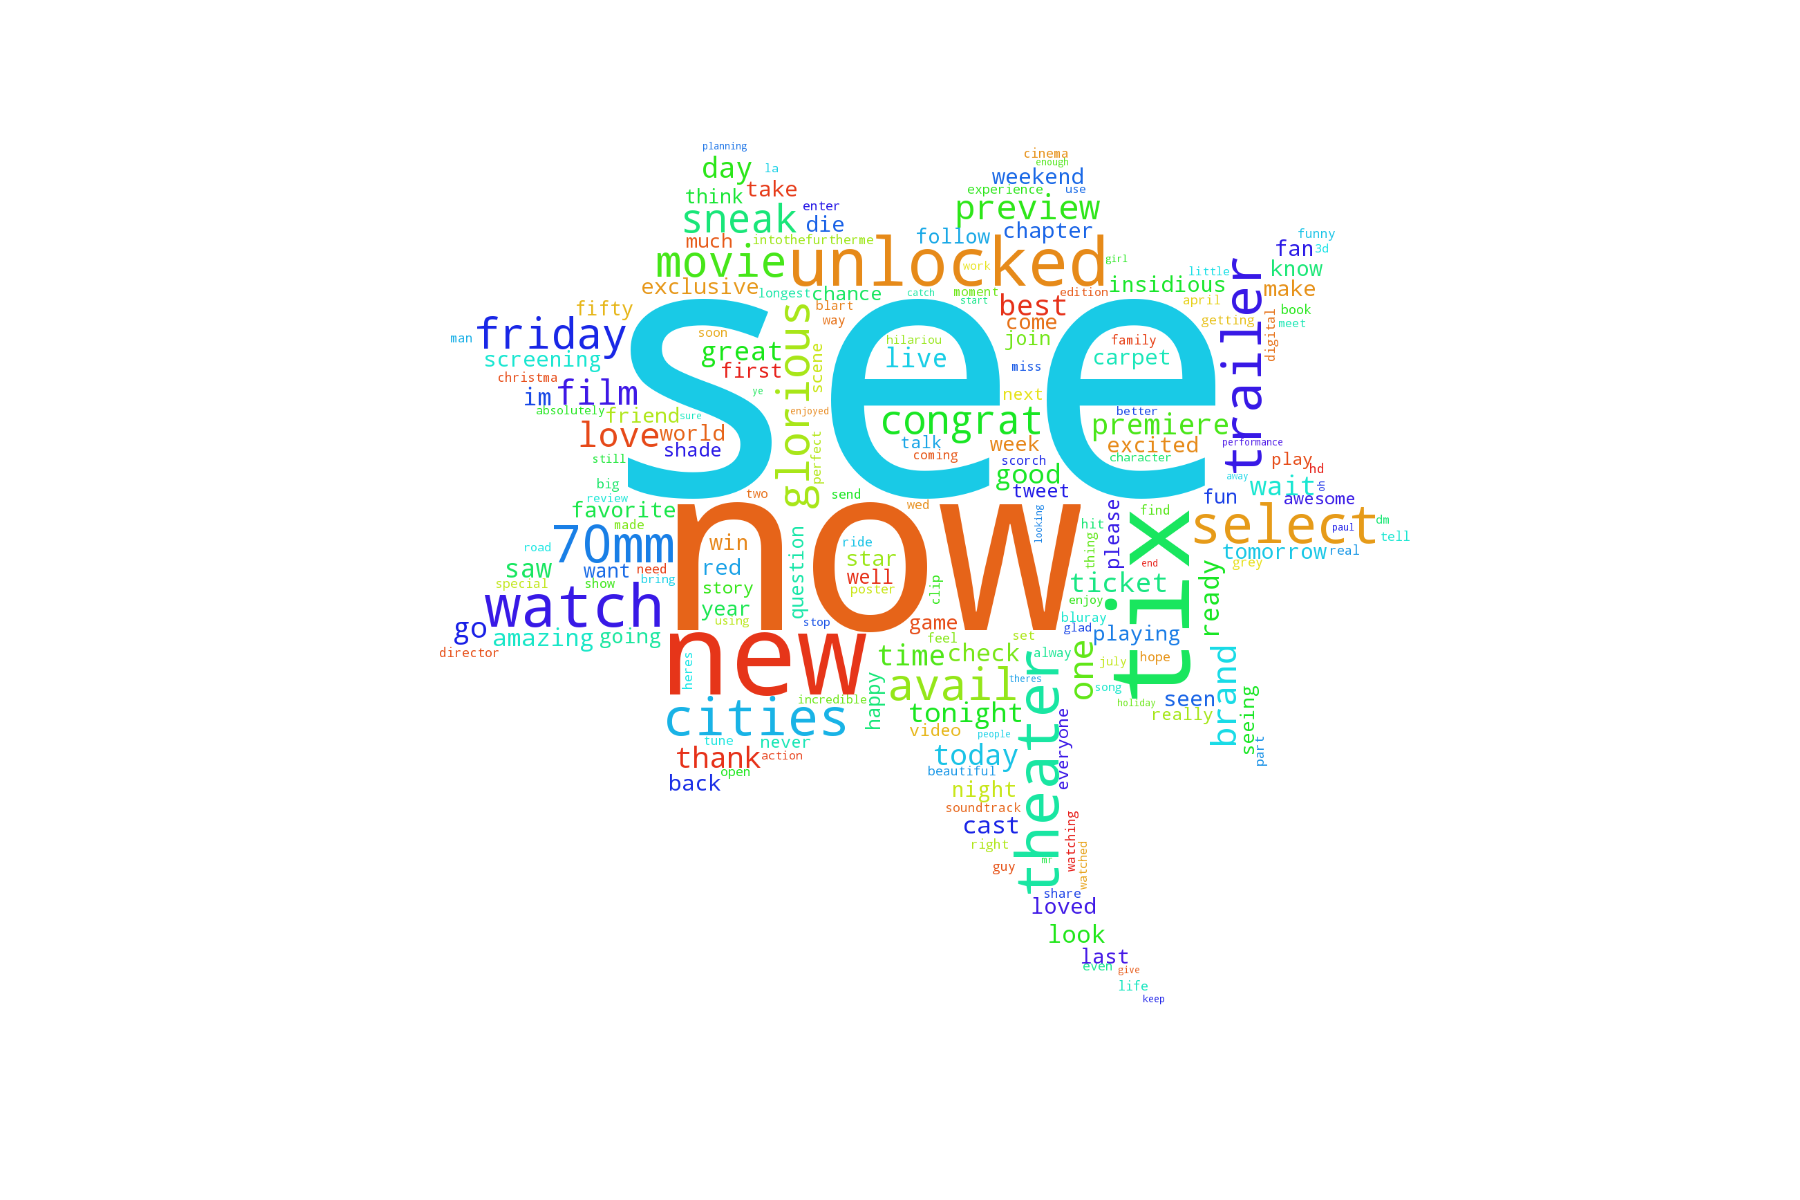 planning
cinema
enough
day
la
weekend
experience
use
think
take
enter
preview
sneak
die
chapter
follow
funny
much
intothefurtherme
fan
3d
movie
unlocked
work
girl
know
little
insidious
trailer
exclusive
longest
chance
catch
moment
edition
make
fifty
blart
start
best
april
book
see
glorious
way
come
getting
meet
friday
soon
hilariou
join
family
digital
man
screening
great
scene
live
carpet
first
miss
christma
film
ye
next
im
absolutely
friend
sure
enjoyed
congrat
better
premiere
love
world
talk
week
excited
performance
shade
perfect
coming
scorch
character
play
still
good
hd
away
big
tweet
wait
oh
review
two
send
fun
awesome
favorite
now
wed
looking
find
tix
select
made
hit
please
paul
dm
70mm
win
question
ride
thing
tell
road
star
tomorrow
real
saw
want
need
red
well
end
grey
special
show
bring
story
poster
clip
ticket
ready
watch
year
enjoy
using
stop
game
bluray
go
amazing
going
new
feel
set
glad
playing
director
time
check
alway
one
july
hope
brand
heres
happy
avail
theres
song
seen
seeing
incredible
holiday
cities
tonight
theater
really
tune
never
video
people
everyone
part
thank
action
today
back
open
beautiful
night
soundtrack
cast
watching
right
watched
guy
mr
share
loved
look
last
even
give
life
keep